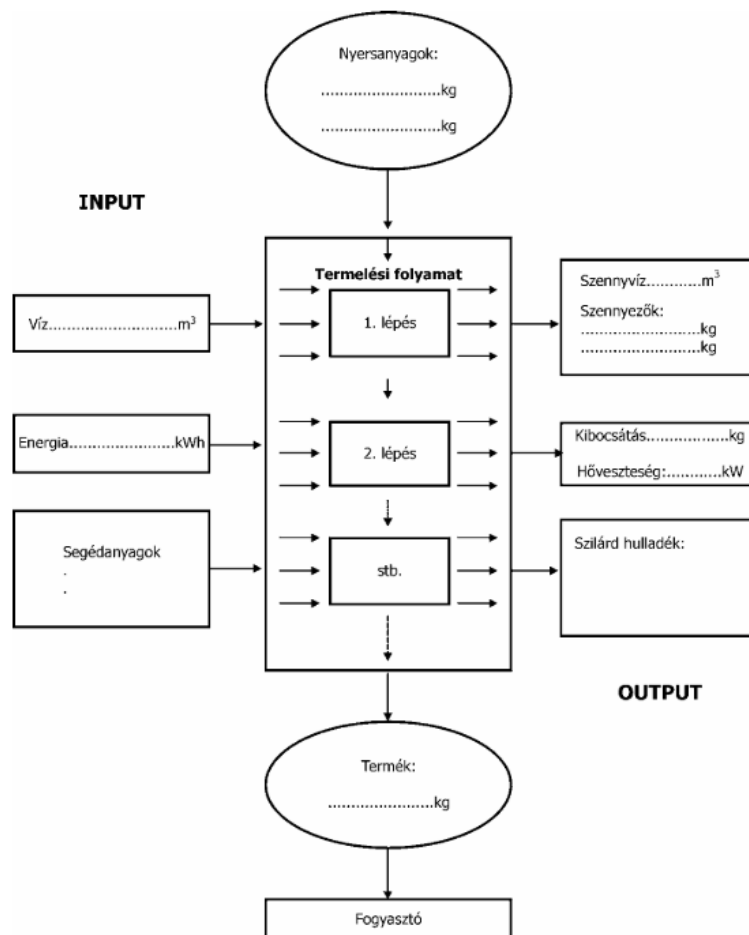 Nyersanyagok:
..............................kg
..............................kg
INPUT
Termelési folyamat
Víz..............................m³
1. lépés
Szennyvíz.............m³
Szennyezők:
..............................kg
..............................kg
Energia........................kWh
2. lépés
Kibocsátás.....................kg
Hőveszteség:.............kW
Segédanyagok
.
.
stb.
Szilárd hulladék:
OUTPUT
Termék:
...........................kg
Fogyasztó